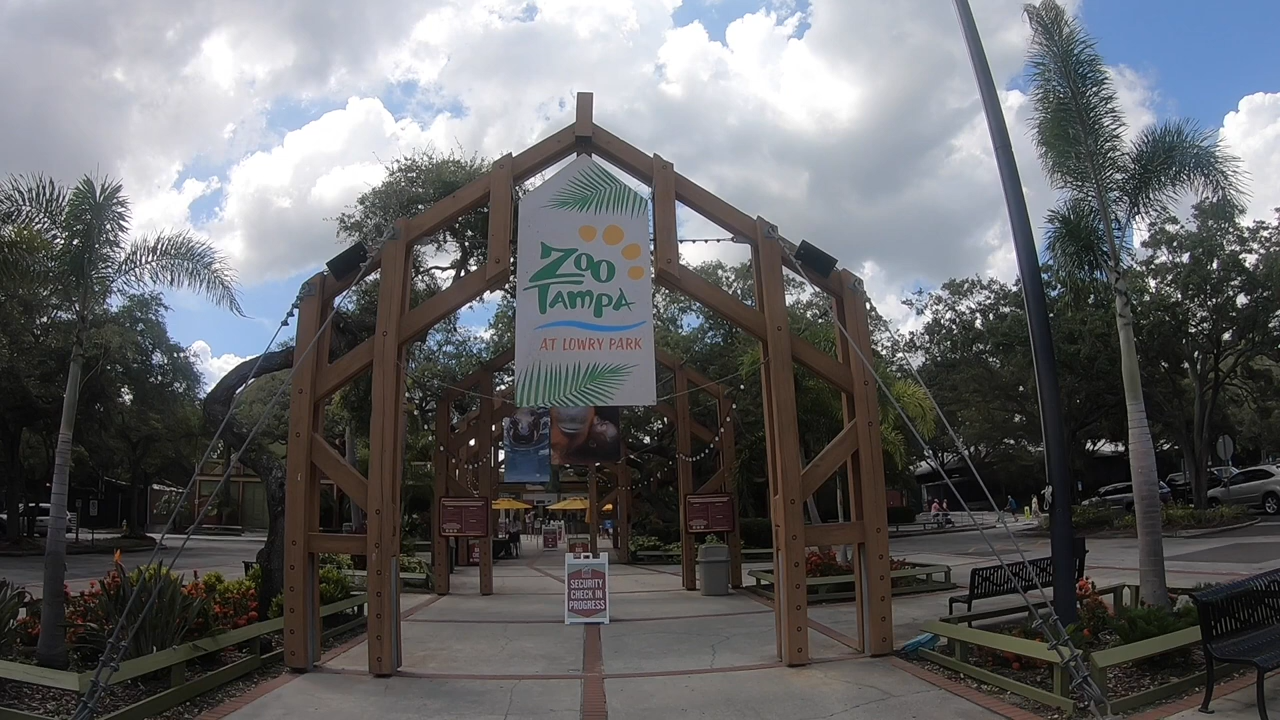 Zoo
Tampa
AT LOWRY PARK
SECURITY
CHECK IN
PROGRESS